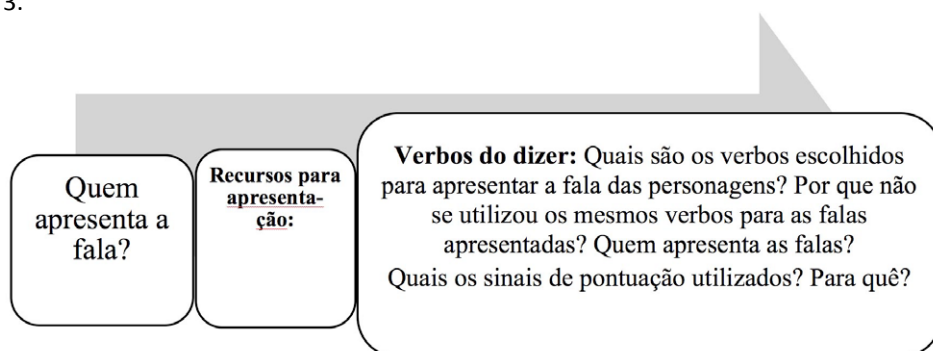 3.
Quem
apresenta a
fala?
Recursos para
apresenta-
ção:
Verbos do dizer: Quais são os verbos escolhidos
para apresentar a fala das personagens? Por que não
se utilizou os mesmos verbos para as falas
apresentadas? Quem apresenta as falas?
Quais os sinais de pontuação utilizados? Para quê?